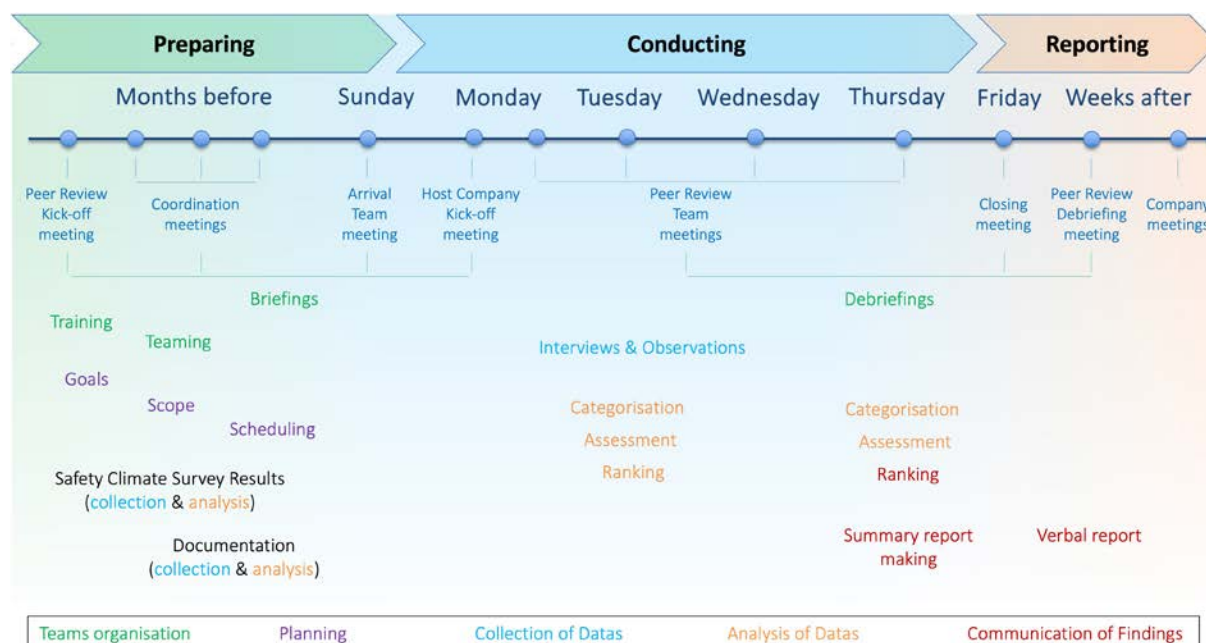 Preparing
Conducting
Reporting
Months before
Sunday
Monday
Tuesday
Wednesday
Thursday
Friday
Weeks after
Peer Review
Kick-off
meeting
Coordination
meetings
Arrival
Team
meeting
Host Company
Kick-off
meeting
Peer Review
Team
meetings
Closing
meeting
Peer Review
Debriefing
meeting
Company
meetings
Briefings
Debriefings
Training
Teaming
Interviews & Observations
Goals
Scope
Scheduling
Categorisation
Assessment
Ranking
Categorisation
Assessment
Ranking
Safety Climate Survey Results
(collection & analysis)
Documentation
(collection & analysis)
Summary report
making
Verbal report
Teams organisation
Planning
Collection of Datas
Analysis of Datas
Communication of Findings